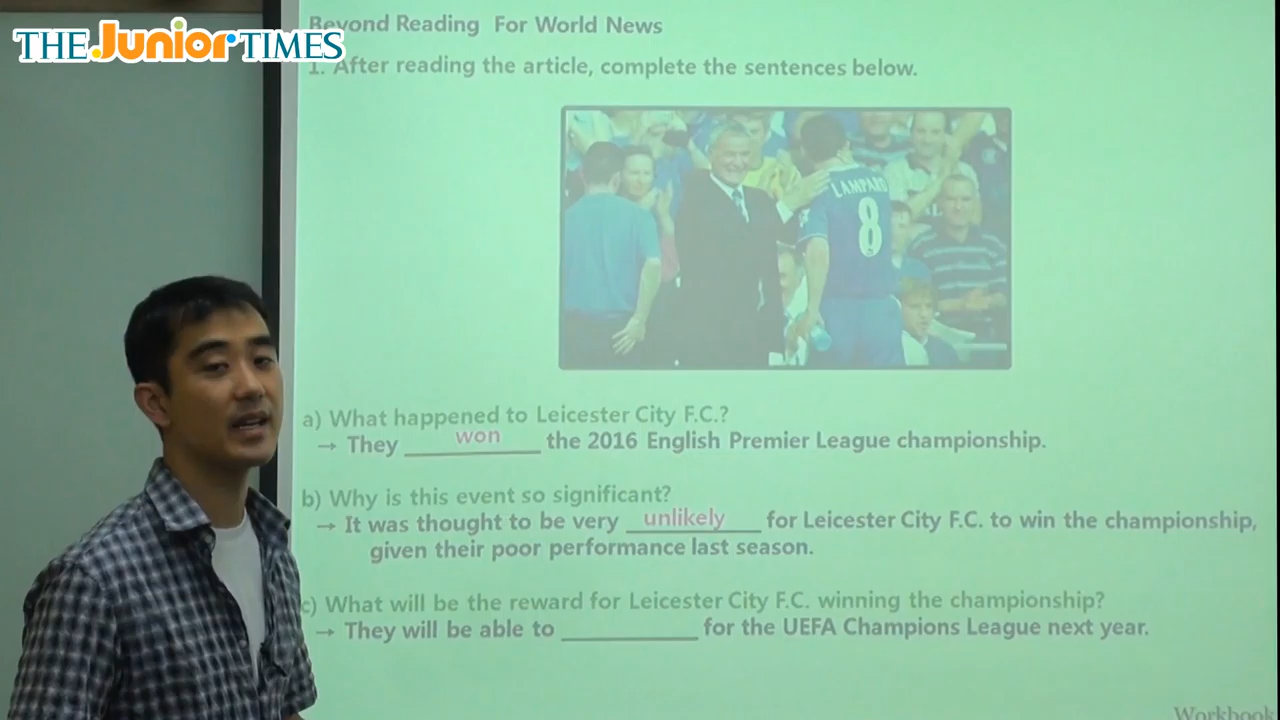 THE Junior TIMES
Beyond Reading For World News
1. After reading the article, complete the sentences below.
LAMPARD
8
a) What happened to Leicester City F.C.?
→ They won the 2016 English Premier League championship.
b) Why is this event so significant?
→ It was thought to be very unlikely for Leicester City F.C. to win the championship,
given their poor performance last season.
c) What will be the reward for Leicester City F.C. winning the championship?
→ They will be able to __________ for the UEFA Champions League next year.
Workbook